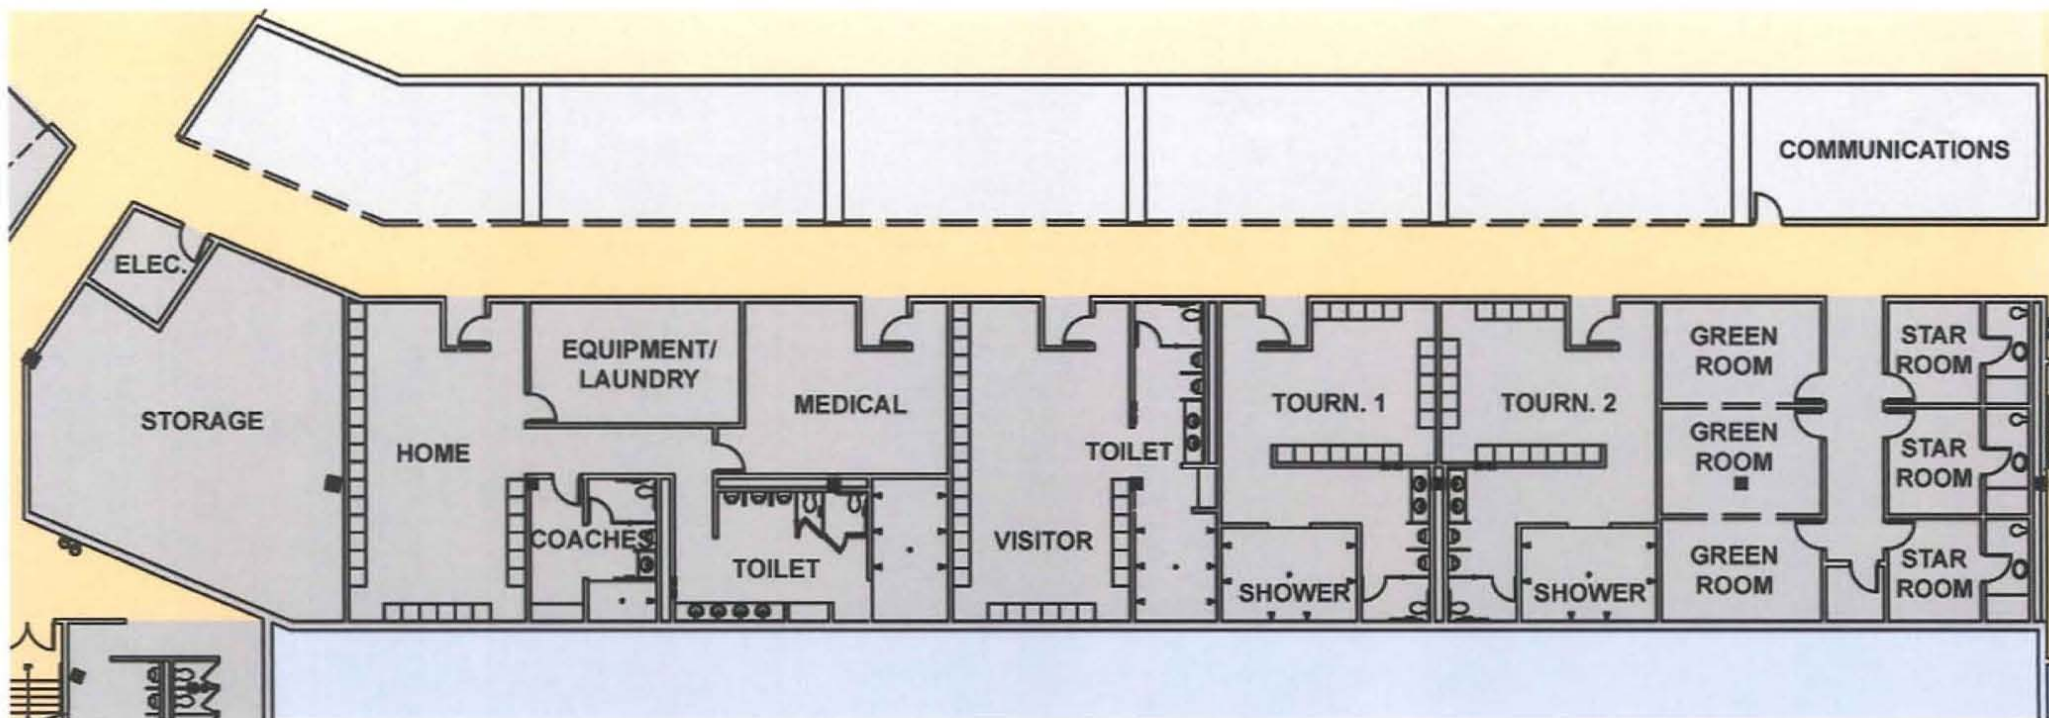 COMMUNICATIONS
ELEC.
STORAGE
HOME
EQUIPMENT/
LAUNDRY
MEDICAL
COACHES
TOILET
VISITOR
TOILET
TOURN. 1
SHOWER
TOURN. 2
SHOWER
GREEN
ROOM
GREEN
ROOM
GREEN
ROOM
STAR
ROOM
STAR
ROOM
STAR
ROOM